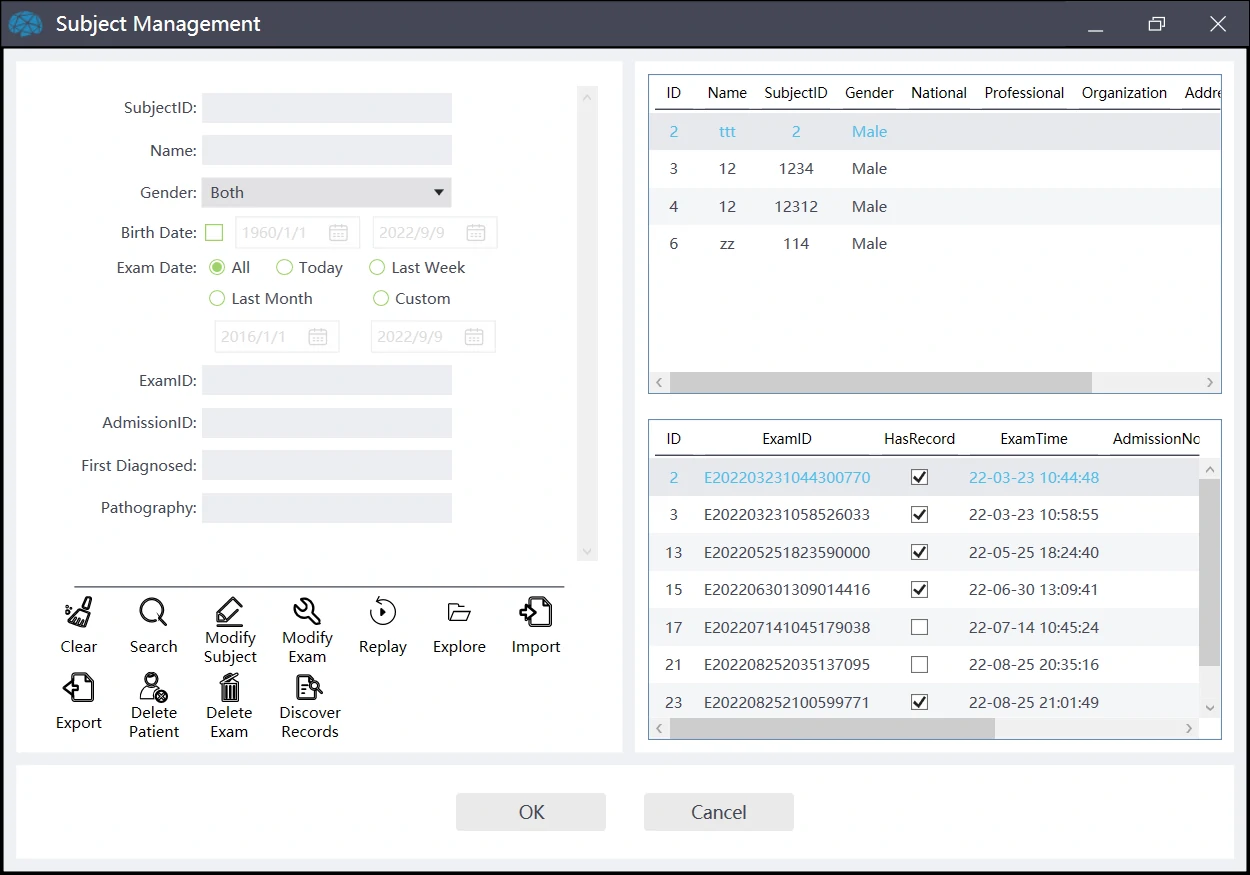 Subject Management
SubjectID:
Name:
Gender: Both
Birth Date: 1960/1/1 2022/9/9
Exam Date: All Today Last Week
Last Month Custom
2016/1/1 2022/9/9
ExamID:
AdmissionID:
First Diagnosed:
Pathography:
Clear Search Modify Subject Modify Exam Replay Explore Import
Export Delete Patient Delete Exam Discover Records
ID Name SubjectID Gender National Professional Organization Addre
2 ttt 2 Male
3 12 1234 Male
4 12 12312 Male
6 zz 114 Male
ID ExamID HasRecord ExamTime AdmissionNo
2 E202203231044300770 22-03-23 10:44:48
3 E202203231058526033 22-03-23 10:58:55
13 E202205251823590000 22-05-25 18:24:40
15 E202206301309014416 22-06-30 13:09:41
17 E202207141045179038 22-07-14 10:45:24
21 E202208252035137095 22-08-25 20:35:16
23 E202208252100599771 22-08-25 21:01:49
OK Cancel